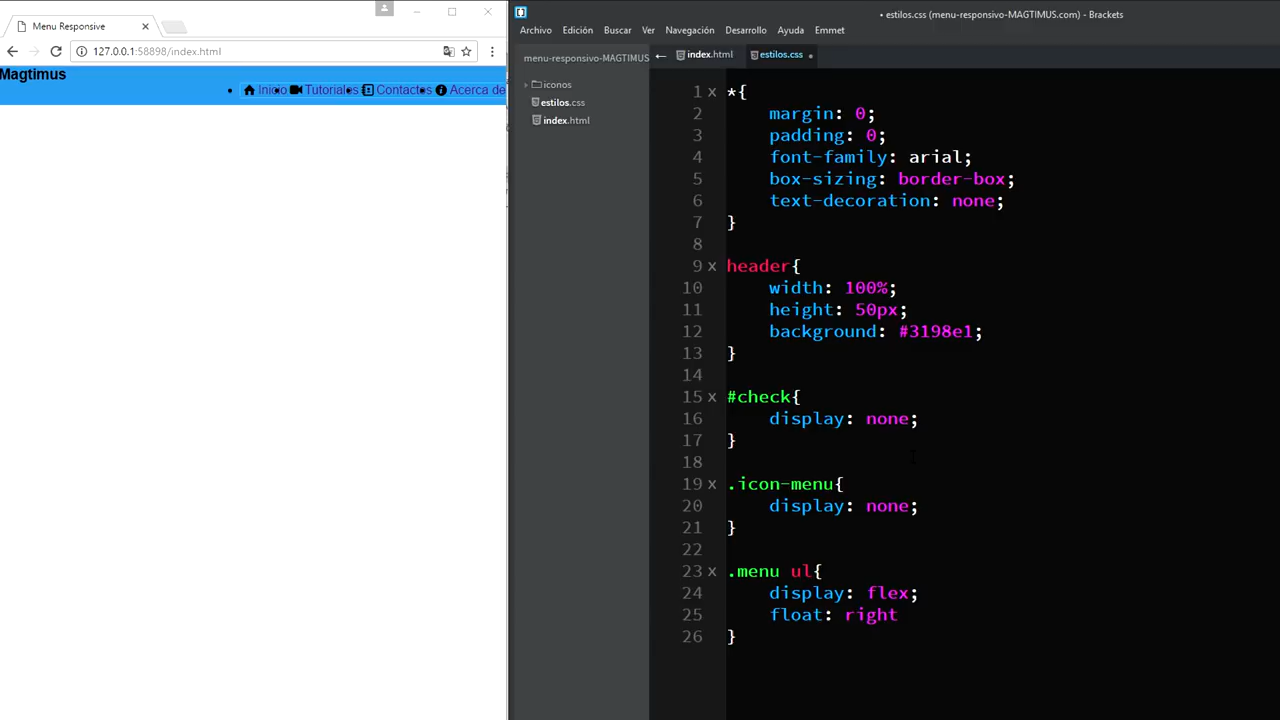 Menu Responsive
127.0.0.1:58898/index.html
Magtimus
Inicio Tutoriales Contactos Acerca de
• estilos.css (menu-responsivo-MAGTIMUS.com) - Brackets
Archivo Edición Buscar Ver Navegación Desarrollo Ayuda Emmet
menu-responsivo-MAGTIMUS
iconos
estilos.css
index.html
index.html estilos.css
1 *{
2 margin: 0;
3 padding: 0;
4 font-family: arial;
5 box-sizing: border-box;
6 text-decoration: none;
7 }
8
9 header{
10 width: 100%;
11 height: 50px;
12 background: #3198e1;
13 }
14
15 #check{
16 display: none;
17 }
18
19 .icon-menu{
20 display: none;
21 }
22
23 .menu ul{
24 display: flex;
25 float: right
26 }